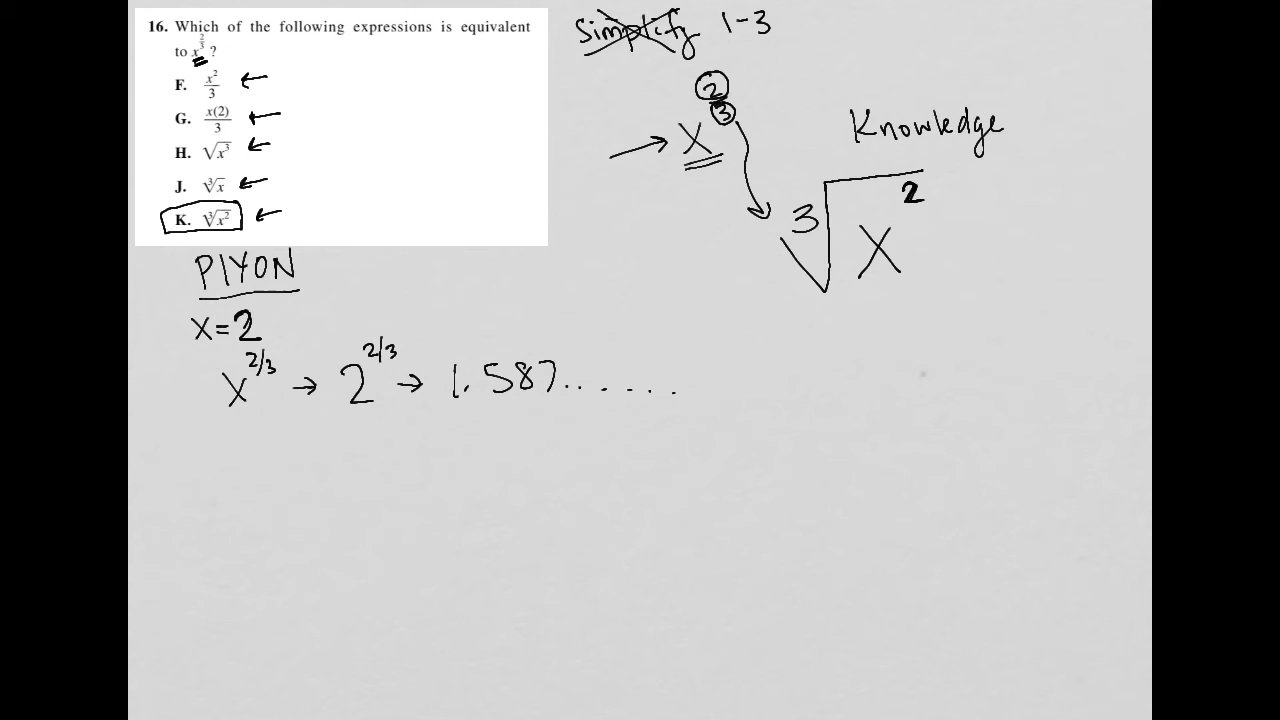 16. Which of the following expressions is equivalent
to x^(2/3) ?
F. x²/3
G. x(2)/3
H. √x³
J. ∛x
K. ∛x²
Simplify 1-3
x^(2/3)
Knowledge
∛x²
PIYON
x=2
x^(2/3) → 2^(2/3) → 1.587......